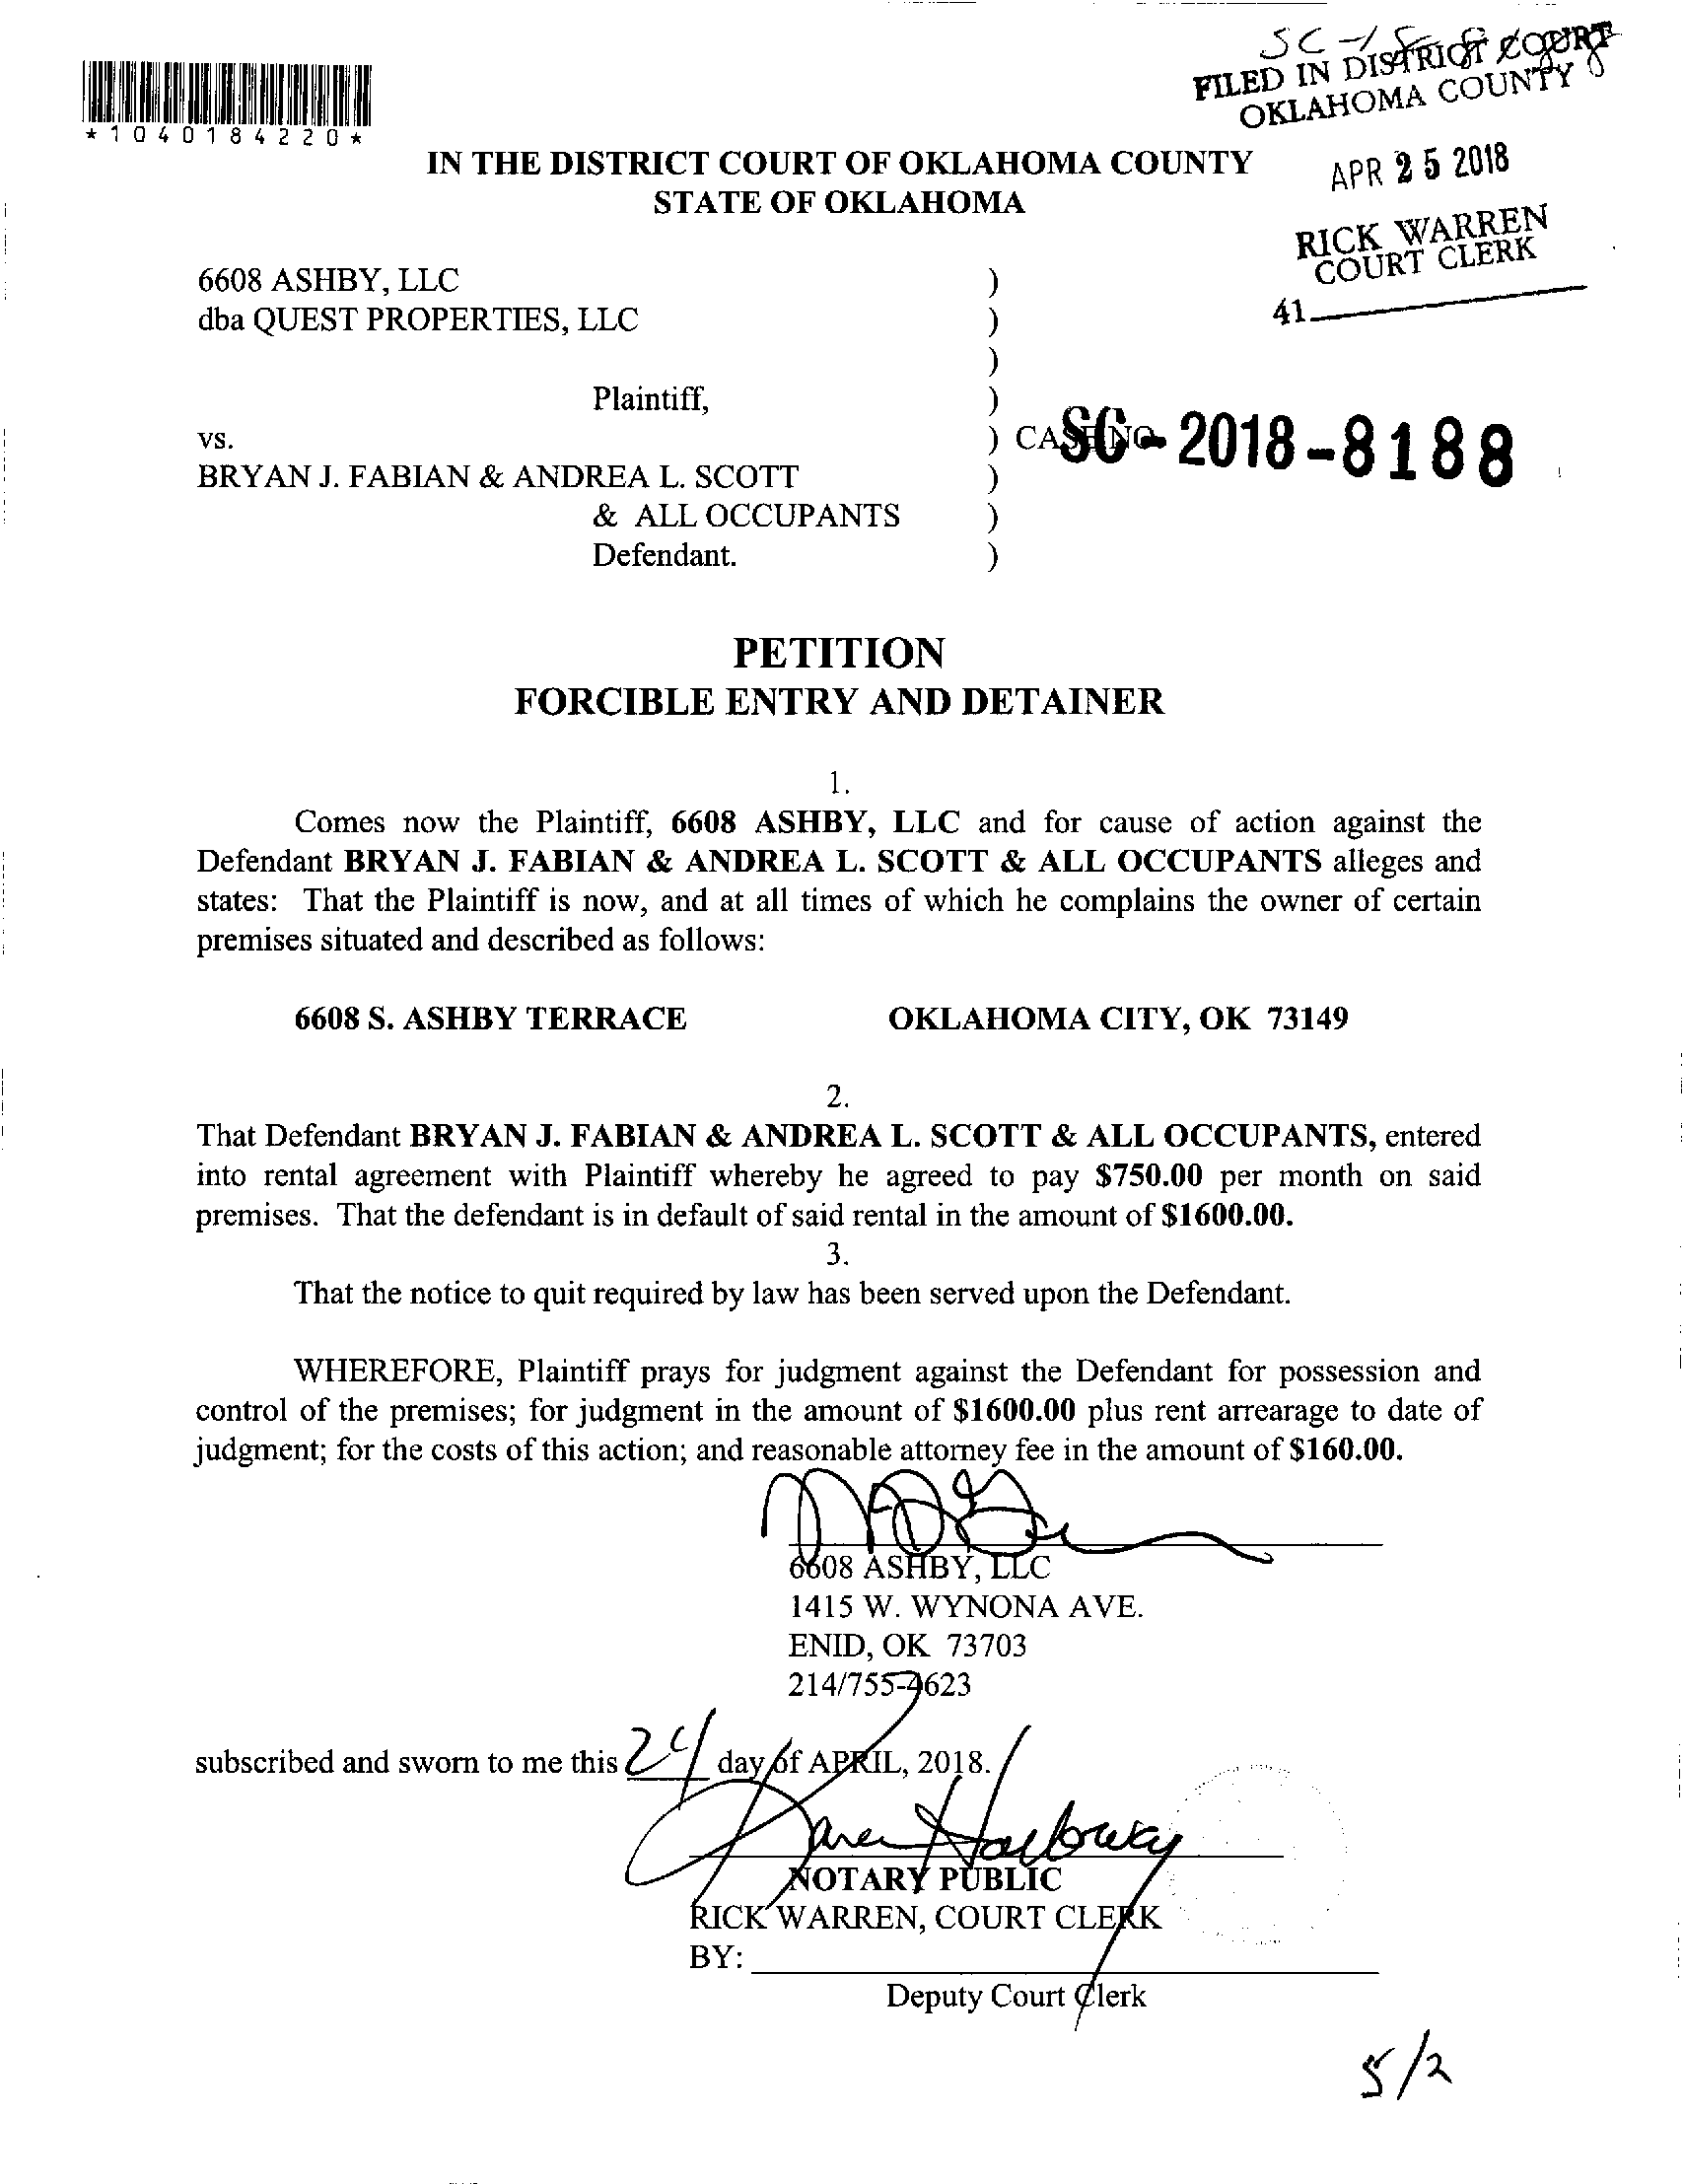 SC-18-8188
FILED IN DISTRICT COURT
OKLAHOMA COUNTY
*1040184220*
IN THE DISTRICT COURT OF OKLAHOMA COUNTY
STATE OF OKLAHOMA
APR 25 2018
RICK WARREN
COURT CLERK
41
6608 ASHBY, LLC )
dba QUEST PROPERTIES, LLC )
)
Plaintiff, )
vs. ) CASE NO. SC-2018-8188
BRYAN J. FABIAN & ANDREA L. SCOTT )
& ALL OCCUPANTS )
Defendant. )
PETITION
FORCIBLE ENTRY AND DETAINER
1.
Comes now the Plaintiff, 6608 ASHBY, LLC and for cause of action against the
Defendant BRYAN J. FABIAN & ANDREA L. SCOTT & ALL OCCUPANTS alleges and
states: That the Plaintiff is now, and at all times of which he complains the owner of certain
premises situated and described as follows:
6608 S. ASHBY TERRACE OKLAHOMA CITY, OK 73149
2.
That Defendant BRYAN J. FABIAN & ANDREA L. SCOTT & ALL OCCUPANTS, entered
into rental agreement with Plaintiff whereby he agreed to pay $750.00 per month on said
premises. That the defendant is in default of said rental in the amount of $1600.00.
3.
That the notice to quit required by law has been served upon the Defendant.
WHEREFORE, Plaintiff prays for judgment against the Defendant for possession and
control of the premises; for judgment in the amount of $1600.00 plus rent arrearage to date of
judgment; for the costs of this action; and reasonable attorney fee in the amount of $160.00.
6608 ASHBY, LLC
1415 W. WYNONA AVE.
ENID, OK 73703
214/755-4623
subscribed and sworn to me this 24 day of APRIL, 2018.
Karen Holloway
NOTARY PUBLIC
RICK WARREN, COURT CLERK
BY:
Deputy Court Clerk
5/2